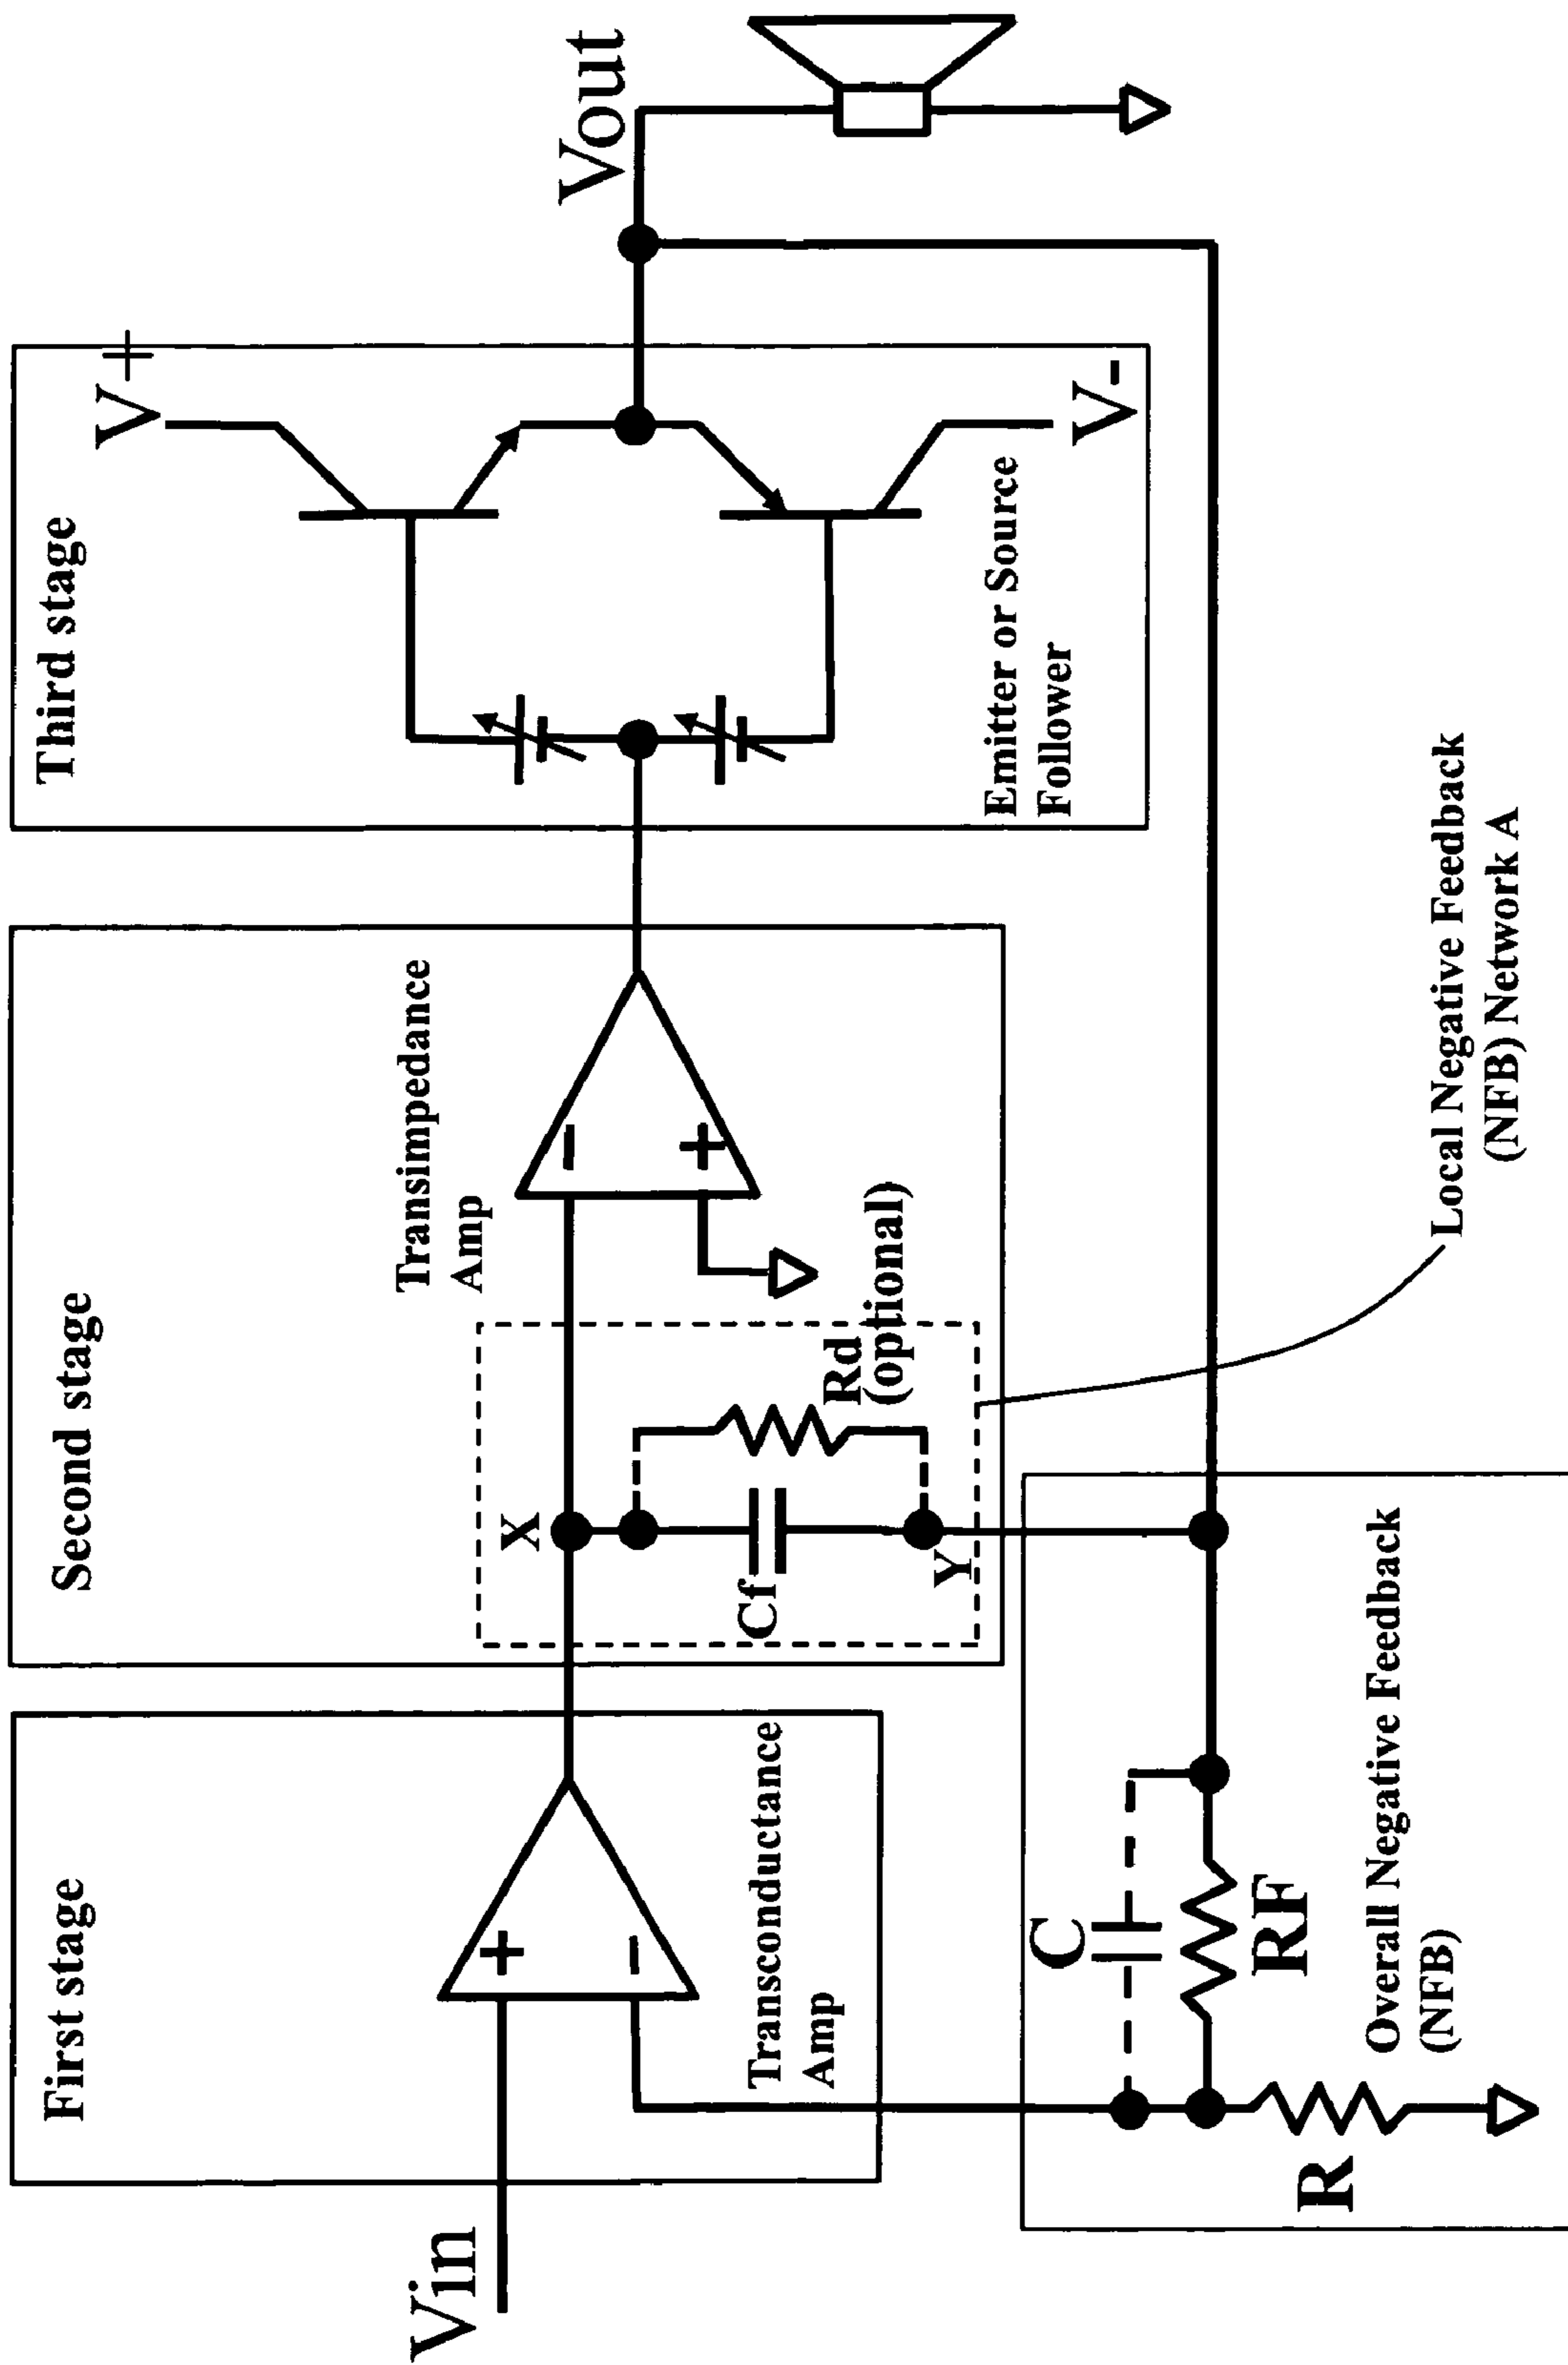 First stage
Second stage
Third stage
Vin
+
-
Transconductance
Amp
X
Cf
Y
Rd
(optional)
Transimpedance
Amp
-
+
V+
V-
Emitter or Source
Follower
Vout
C
RF
R
Overall Negative Feedback
(NFB)
Local Negative Feedback
(NFB) Network A